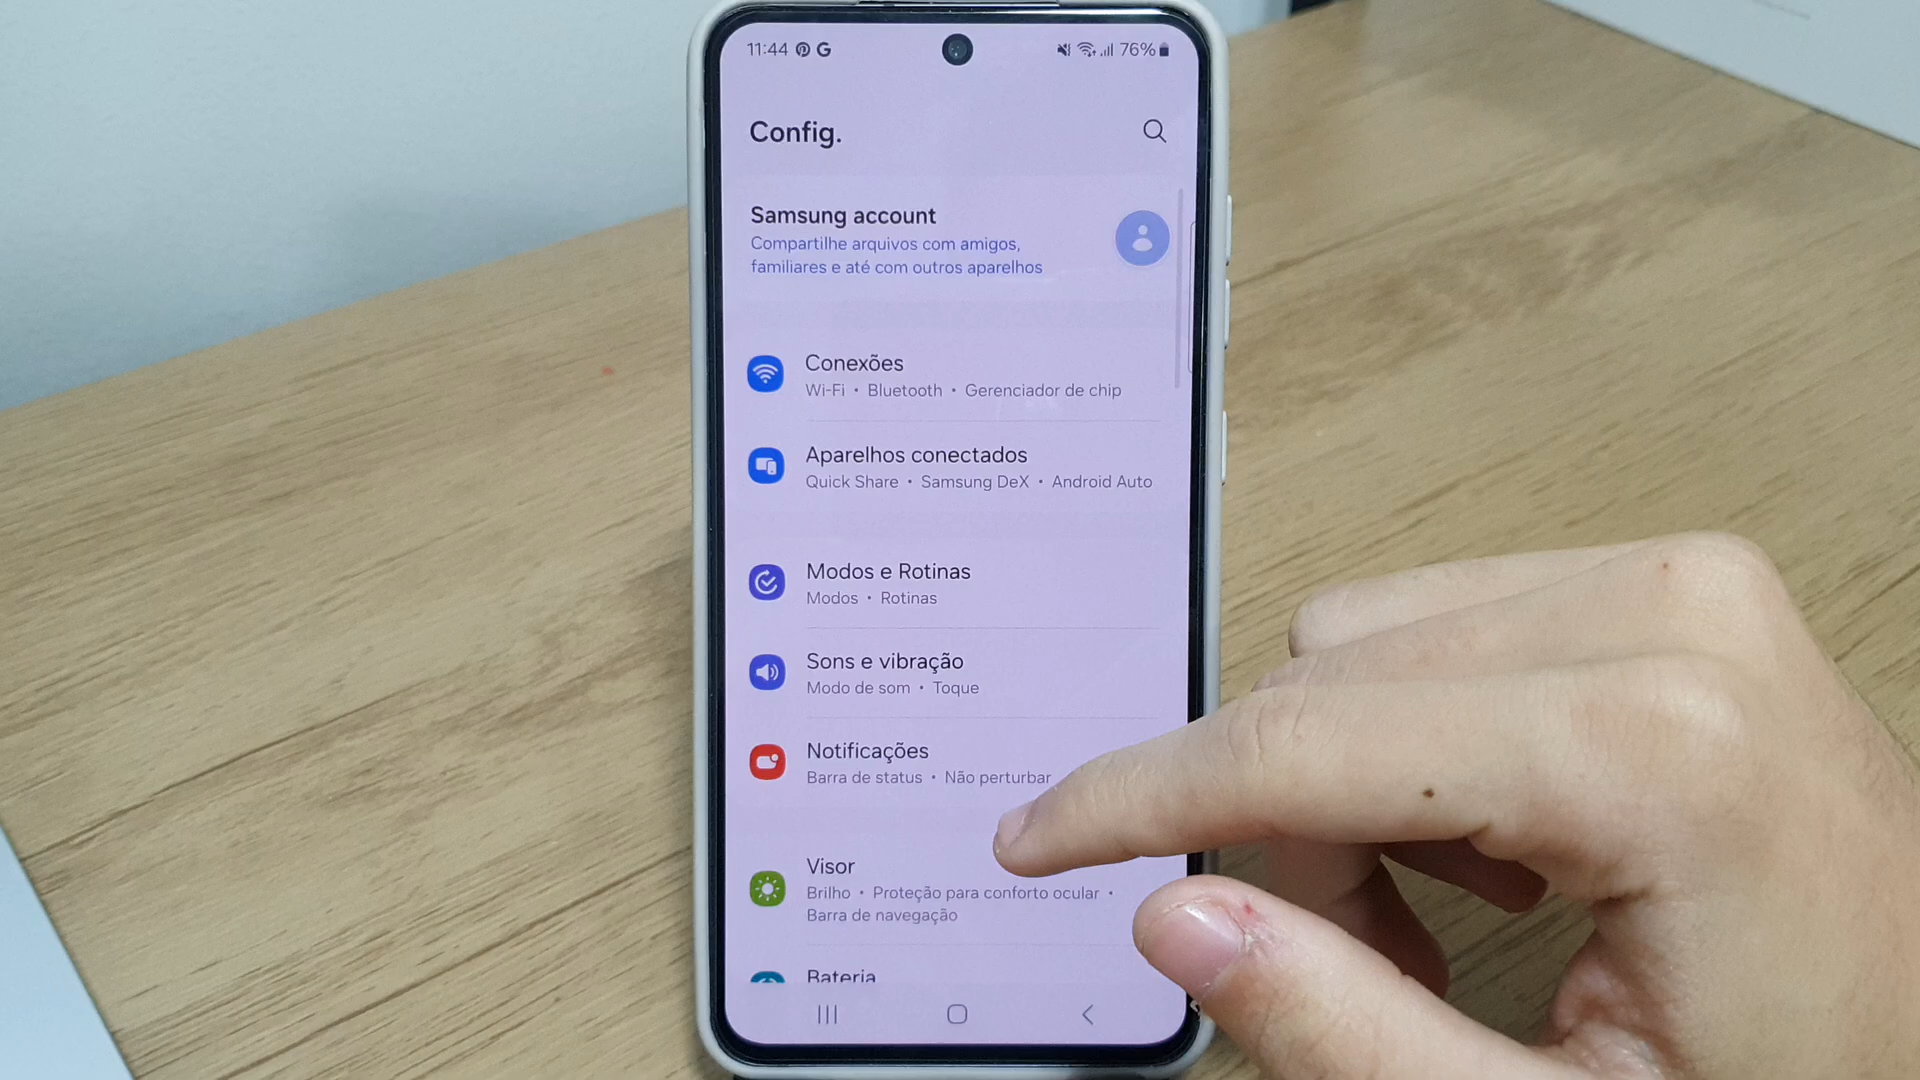 11:44
76%
Config.
Samsung account
Compartilhe arquivos com amigos,
familiares e até com outros aparelhos
Conexões
Wi-Fi • Bluetooth • Gerenciador de chip
Aparelhos conectados
Quick Share • Samsung DeX • Android Auto
Modos e Rotinas
Modos • Rotinas
Sons e vibração
Modo de som • Toque
Notificações
Barra de status • Não perturbar
Visor
Brilho • Proteção para conforto ocular •
Barra de navegação
Bateria